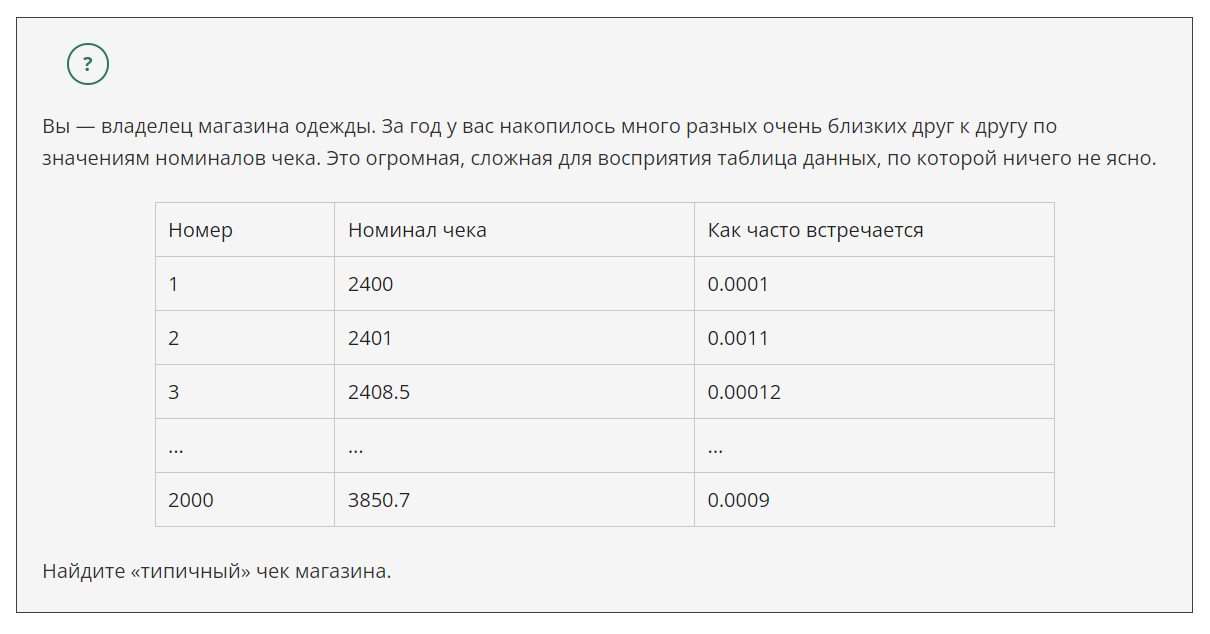 ?
Вы — владелец магазина одежды. За год у вас накопилось много разных очень близких друг к другу по
значениям номиналов чека. Это огромная, сложная для восприятия таблица данных, по которой ничего не ясно.
Номер Номинал чека Как часто встречается
1 2400 0.0001
2 2401 0.0011
3 2408.5 0.00012
... ... ...
2000 3850.7 0.0009
Найдите «типичный» чек магазина.